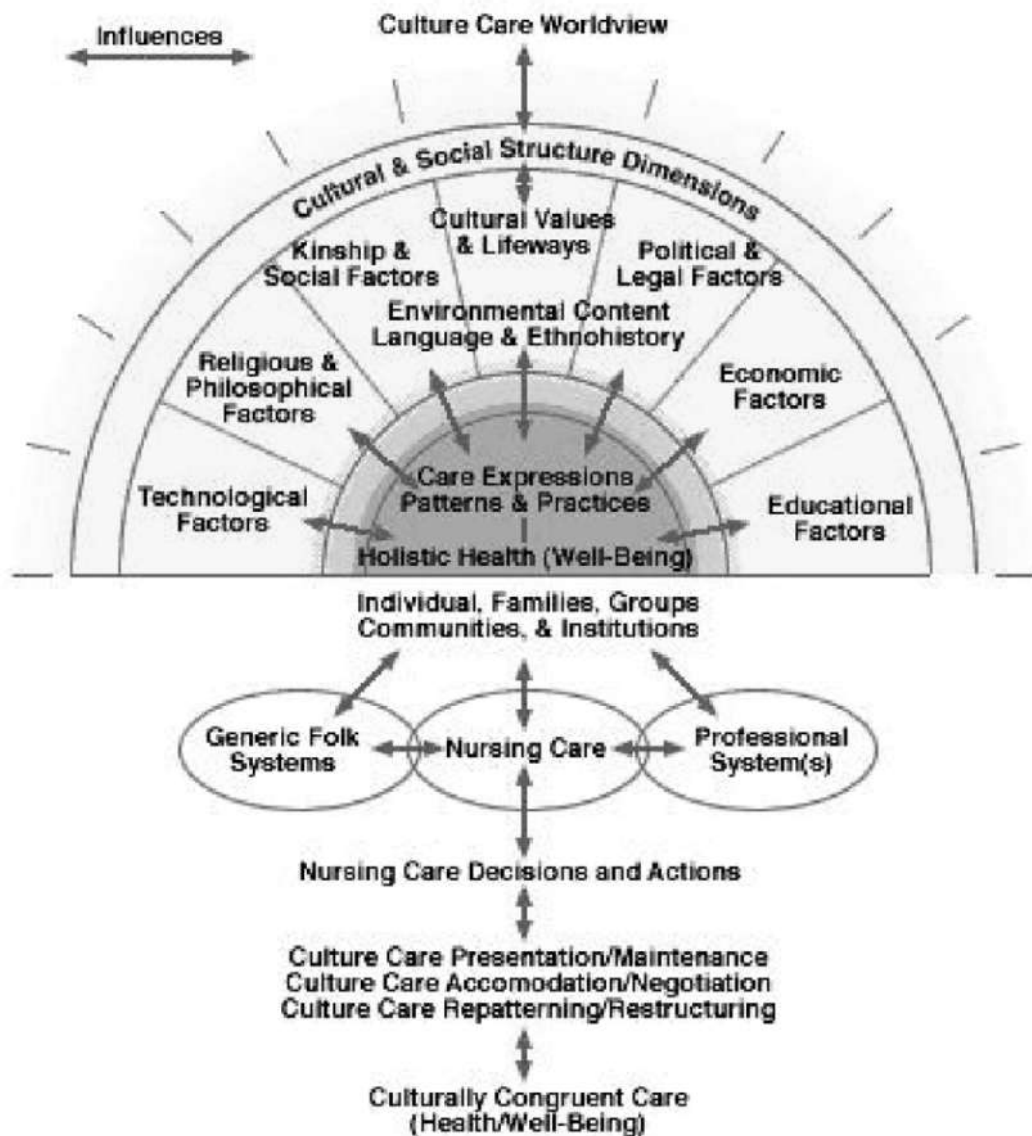 Influences
Culture Care Worldview
Cultural & Social Structure Dimensions
Cultural Values
& Lifeways
Kinship &
Social Factors
Political &
Legal Factors
Environmental Content
Language & Ethnohistory
Religious &
Philosophical
Factors
Economic
Factors
Technological
Factors
Care Expressions
Patterns & Practices
Educational
Factors
Holistic Health (Well-Being)
Individual, Families, Groups
Communities, & Institutions
Generic Folk
Systems
Nursing Care
Professional
System(s)
Nursing Care Decisions and Actions
Culture Care Presentation/Maintenance
Culture Care Accomodation/Negotiation
Culture Care Repatterning/Restructuring
Culturally Congruent Care
(Health/Well-Being)